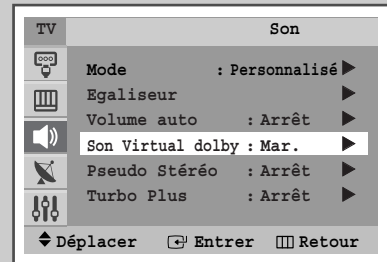 TV Son
Mode : Personnalisé
Egaliseur
Volume auto : Arrêt
Son Virtual dolby : Mar.
Pseudo Stéréo : Arrêt
Turbo Plus : Arrêt
Déplacer Entrer Retour